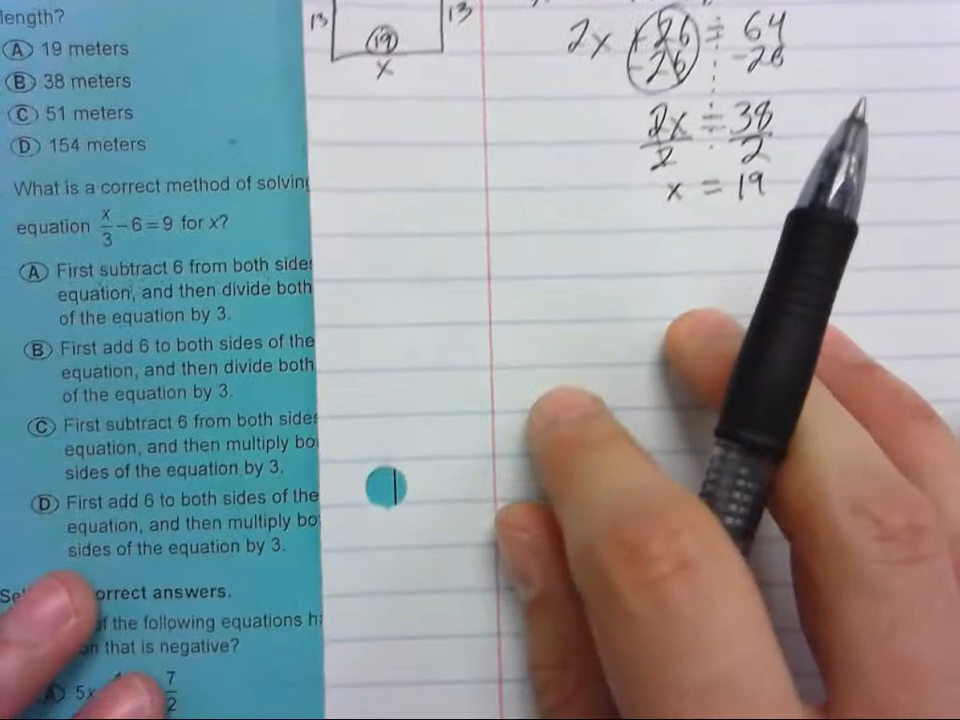 length?
A 19 meters
B 38 meters
C 51 meters
D 154 meters
What is a correct method of solving
equation x/3 - 6 = 9 for x?
A First subtract 6 from both sides
equation, and then divide both
of the equation by 3.
B First add 6 to both sides of the
equation, and then divide both
of the equation by 3.
C First subtract 6 from both sides
equation, and then multiply bo
sides of the equation by 3.
D First add 6 to both sides of the
equation, and then multiply bo
sides of the equation by 3.
orrect answers.
of the following equations h
that is negative?
A 5x 7/2
13 13
19
x
2x + 26 = 64
-26 -26
2x = 38
2 2
x = 19